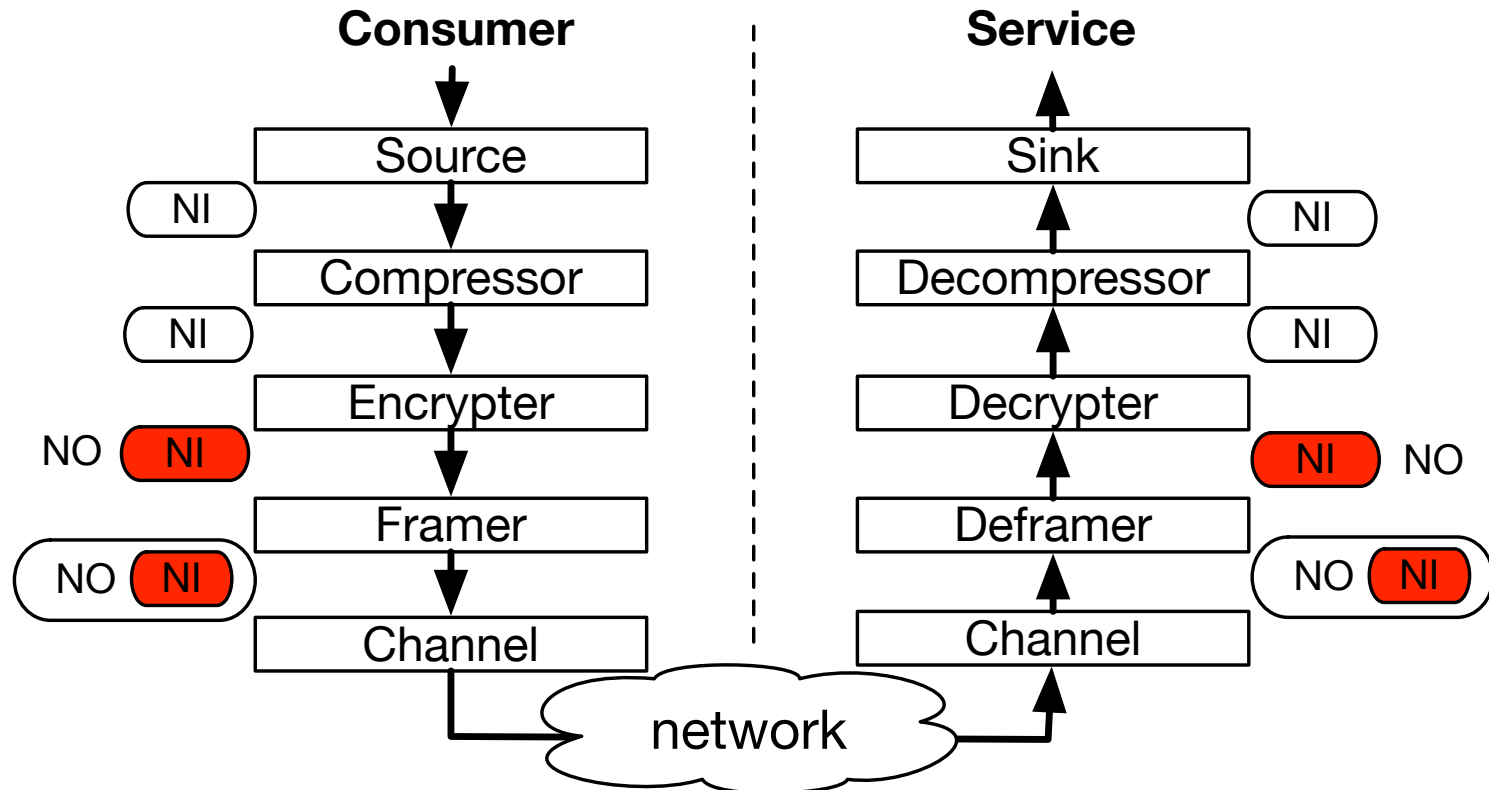 Consumer Service
Source Sink
NI NI
Compressor Decompressor
NI NI
Encrypter Decrypter
NO NI NI NO
Framer Deframer
NO NI NO NI
Channel Channel
network